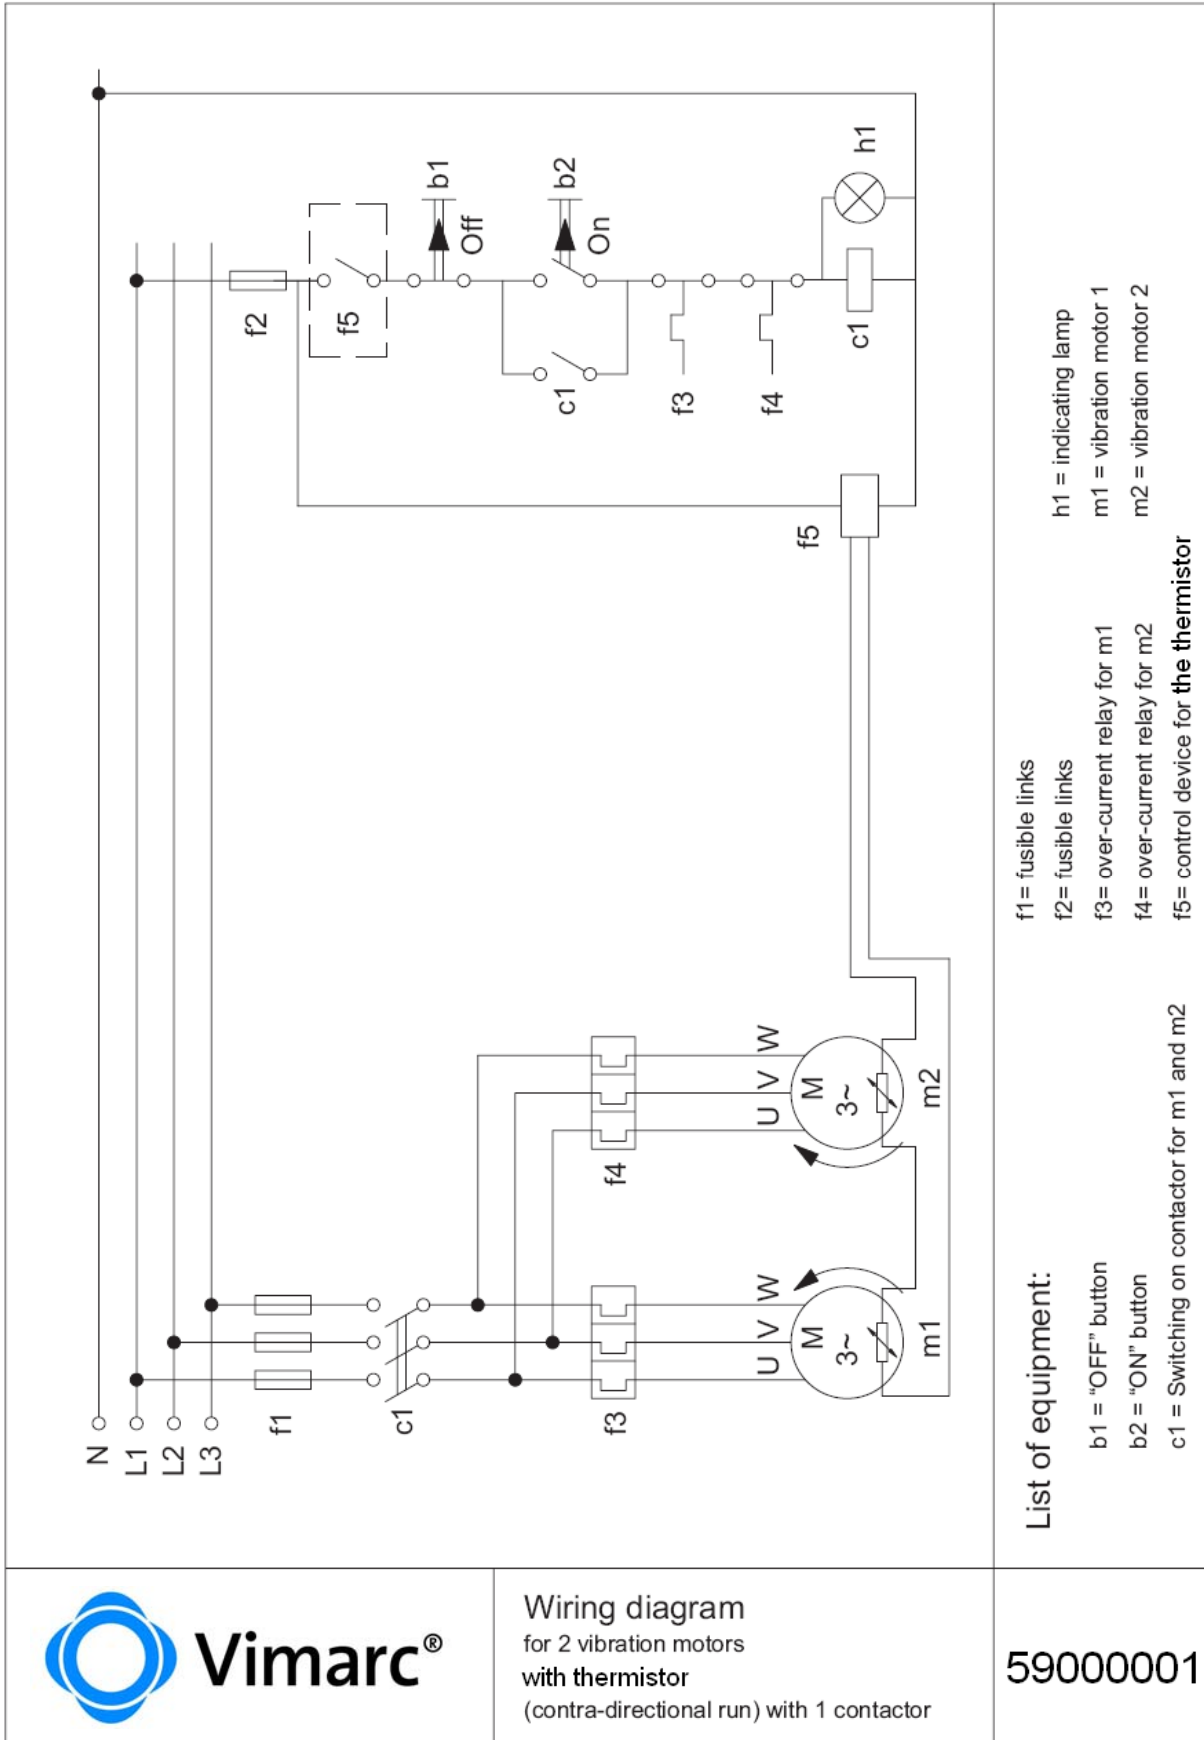 N
L1
L2
L3
f1
c1
f3
U V W
M
3~
m1
f4
U V W
M
3~
m2
f5
f2
f5
b1
Off
c1
b2
On
f3
f4
c1
h1
List of equipment:
b1 = "OFF" button
b2 = "ON" button
c1 = Switching on contactor for m1 and m2
f1= fusible links
f2= fusible links
f3= over-current relay for m1
f4= over-current relay for m2
f5= control device for the thermistor
h1 = indicating lamp
m1 = vibration motor 1
m2 = vibration motor 2
Vimarc®
Wiring diagram
for 2 vibration motors
with thermistor
(contra-directional run) with 1 contactor
59000001